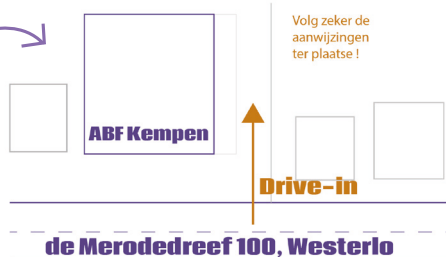 Volg zeker de
aanwijzingen
ter plaatse !
ABF Kempen
Drive-in
de Merodedreef 100, Westerlo